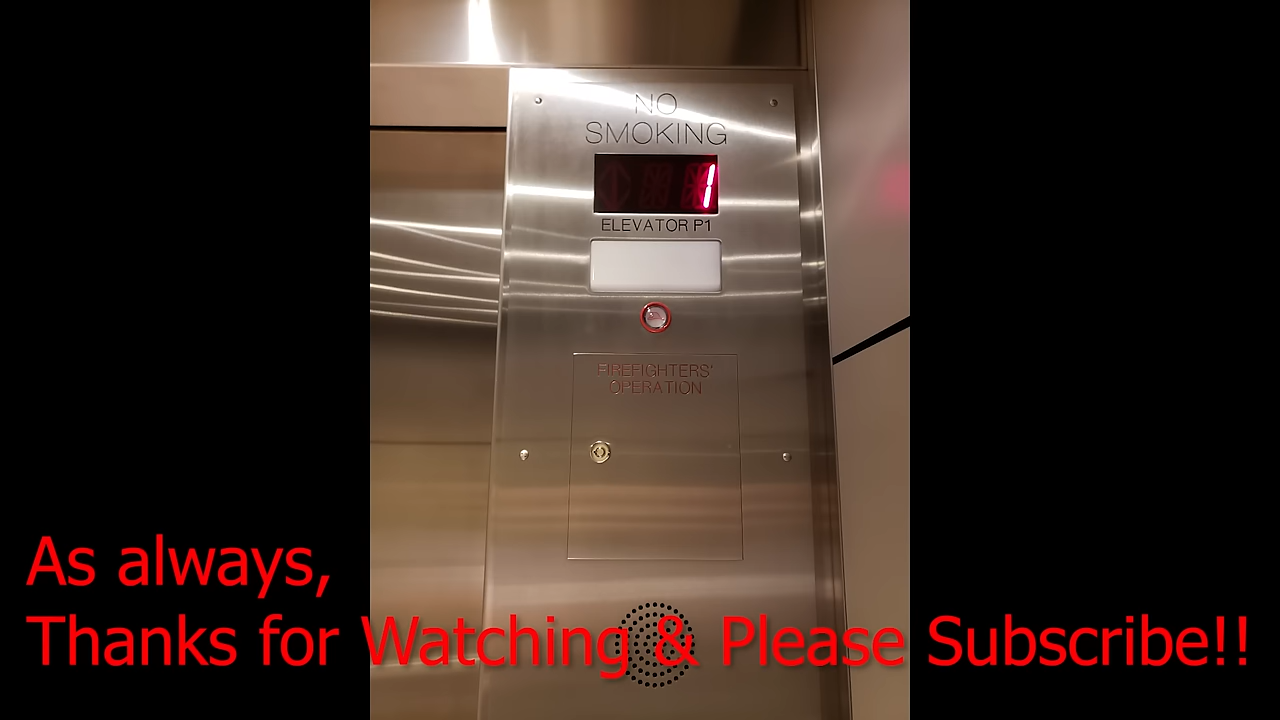 NO
SMOKING
1
ELEVATOR P1
FIREFIGHTERS'
OPERATION
As always,
Thanks for Watching & Please Subscribe!!